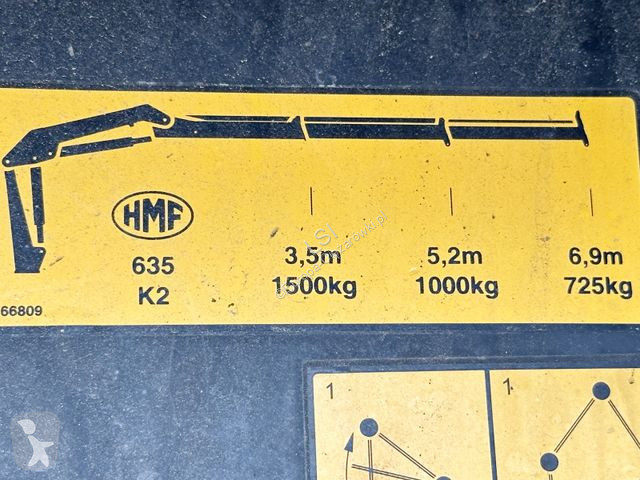 HMF
635
K2
3,5m
1500kg
5,2m
1000kg
6,9m
725kg
66809
1
1